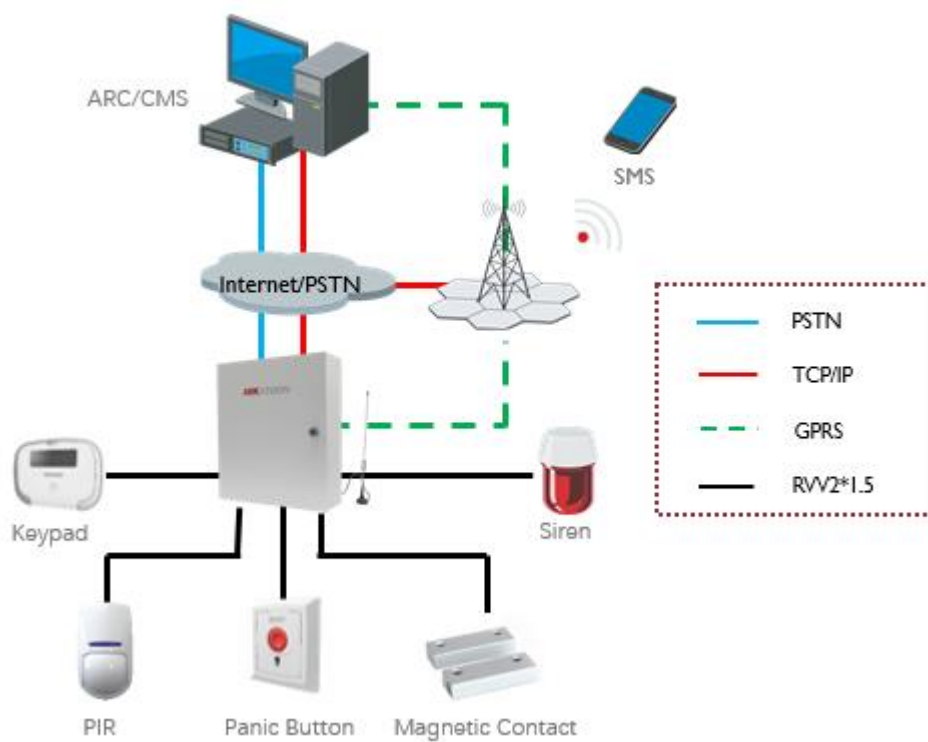 ARC/CMS
SMS
Internet/PSTN
PSTN
TCP/IP
GPRS
RVV2*1.5
HIKVISION
Keypad
Siren
PIR
Panic Button
Magnetic Contact